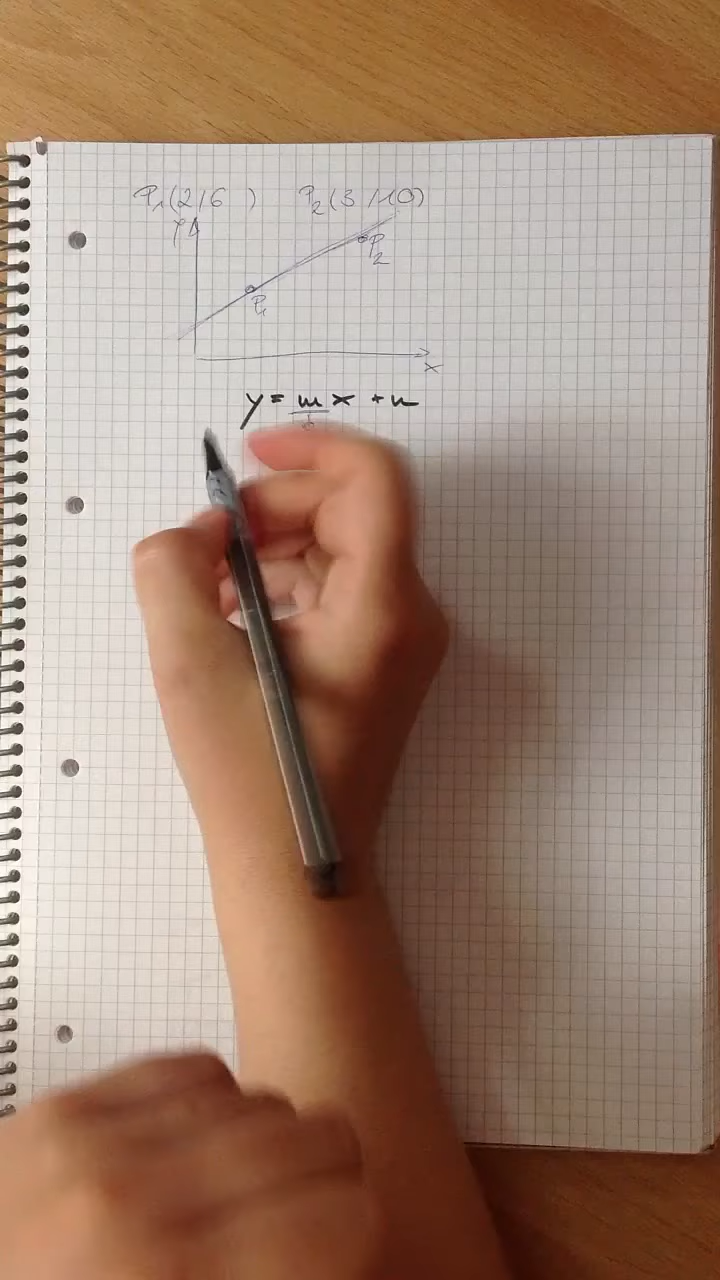 P₁(2/6 ) P₂(3/10)
y
P₂
P₁
x
y = mx + n